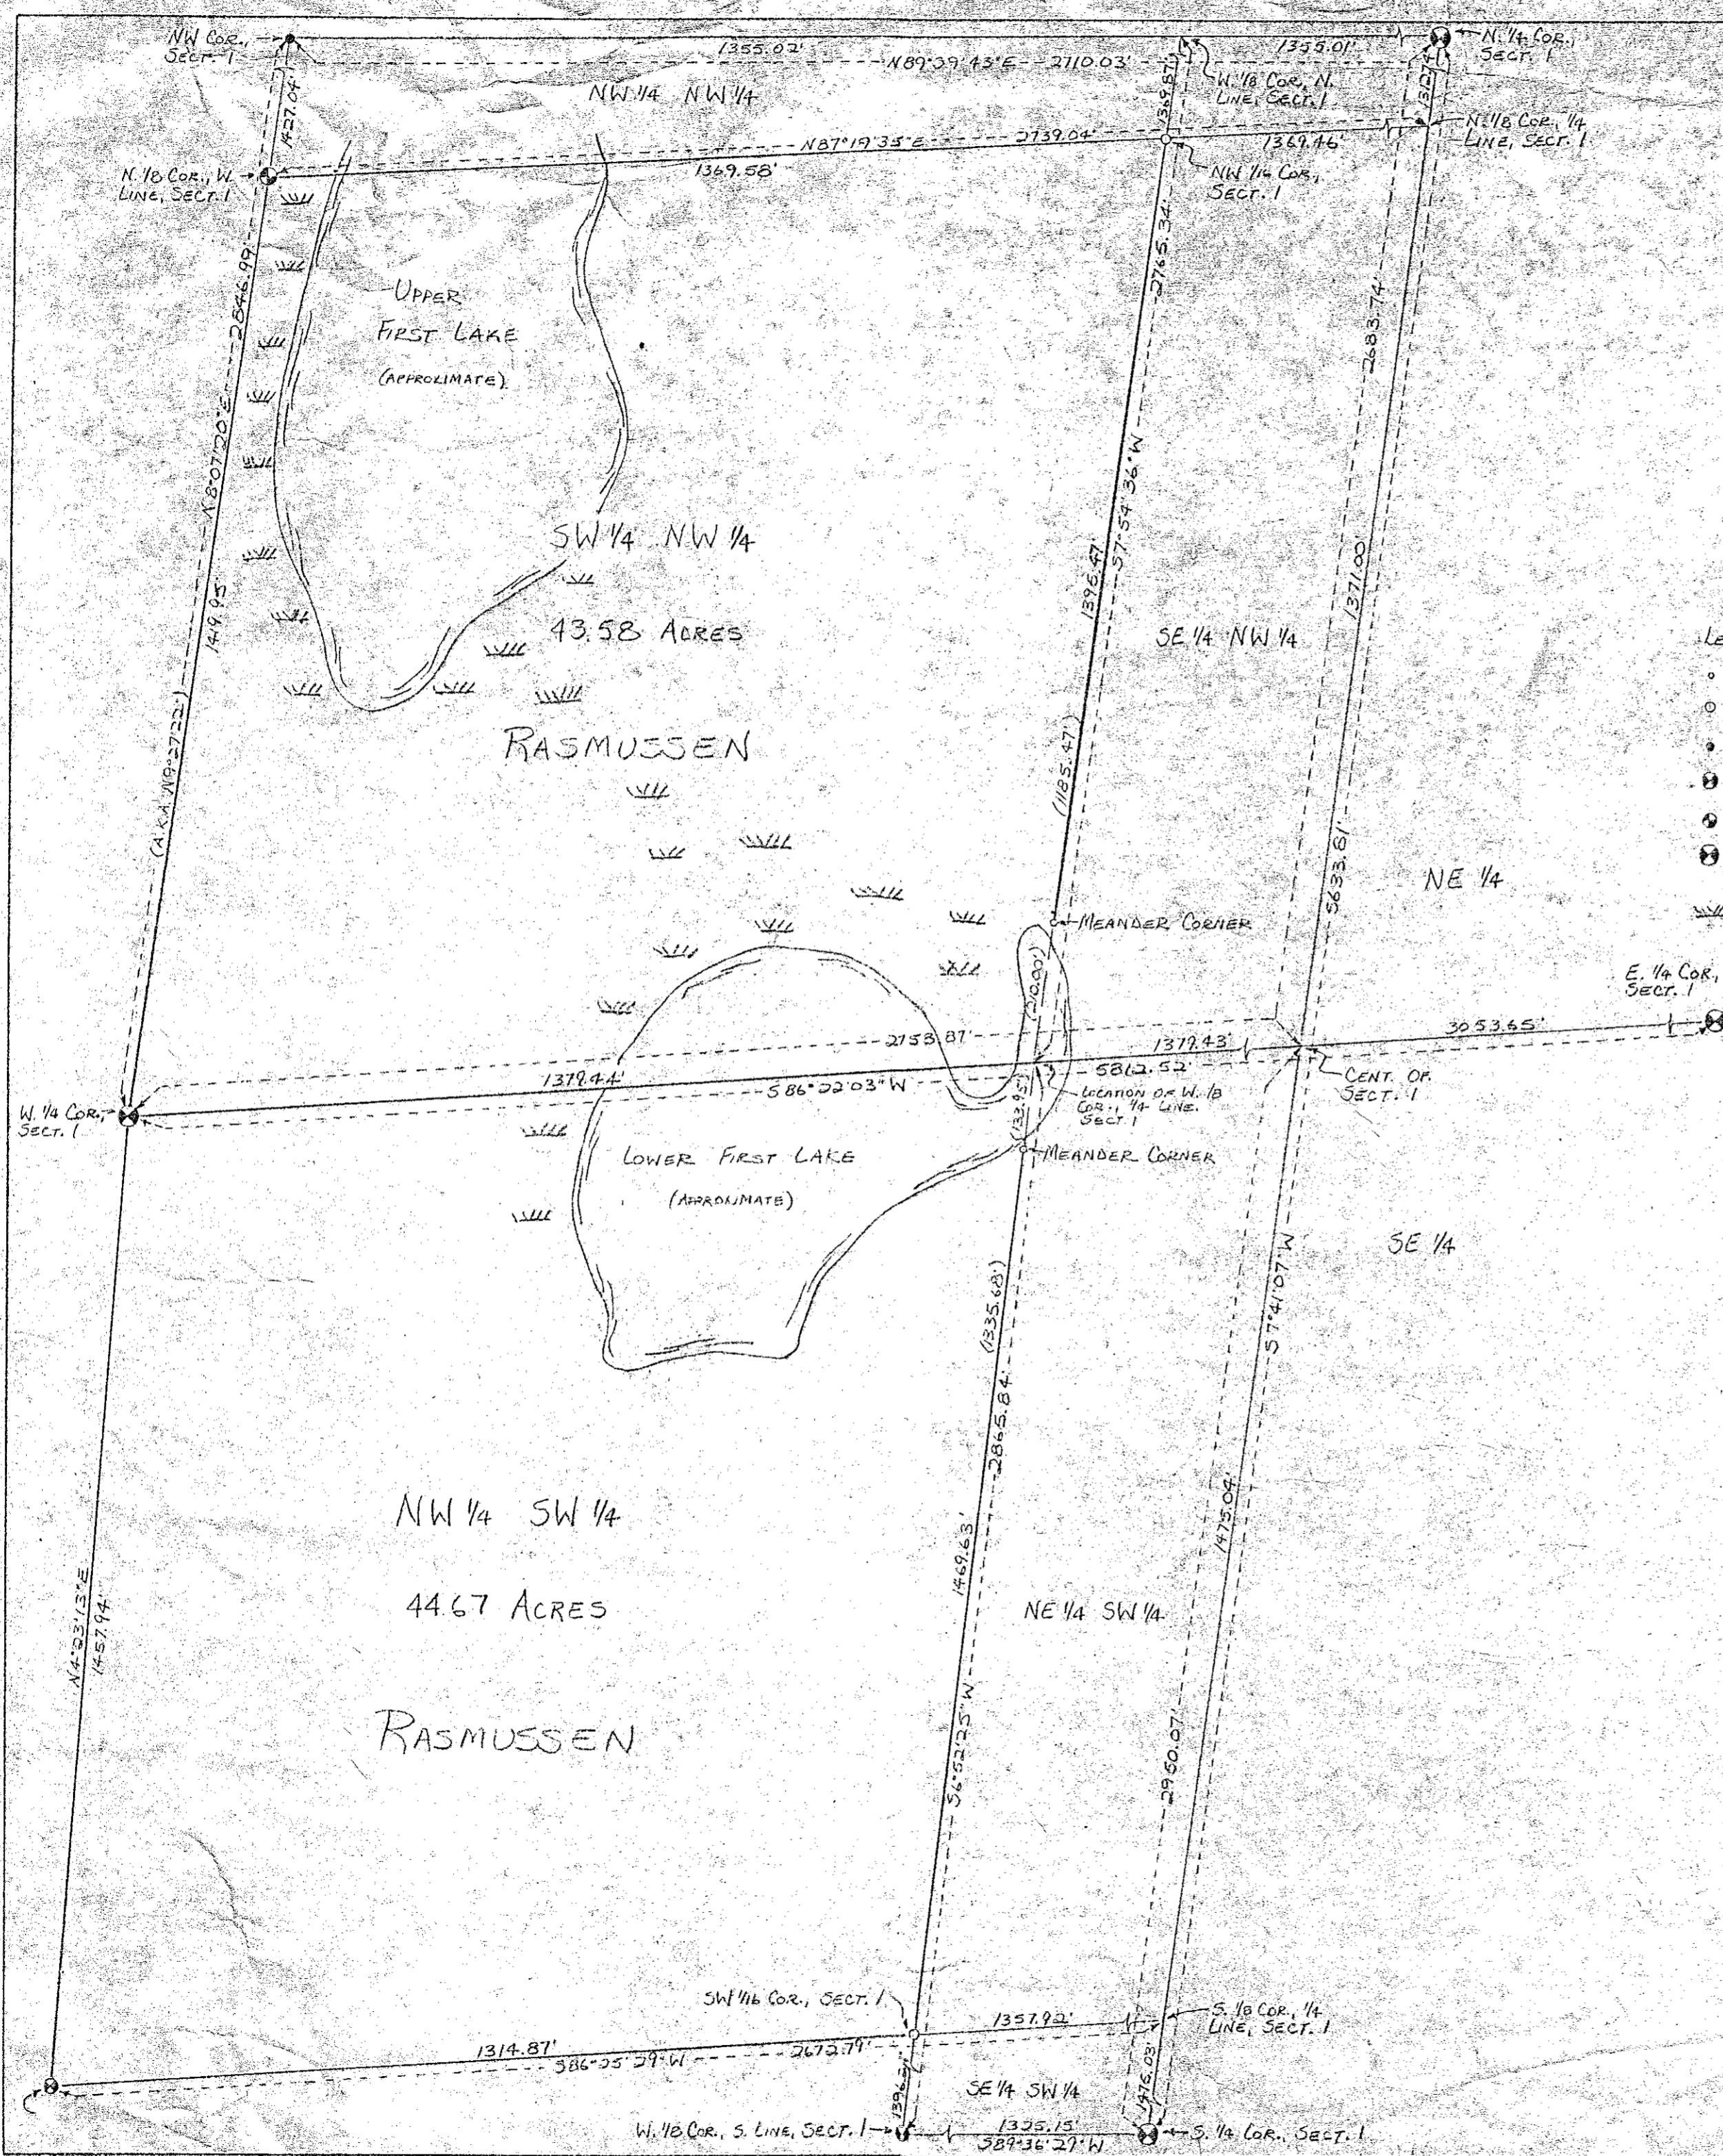 NW COR.,
SECT. 1
1355.02'
1355.01'
N. 1/4 COR.,
SECT. 1
N89°39'43"E 2710.03'
W. 1/8 COR., N.
LINE, SECT. 1
1427.04'
NW 1/4 NW 1/4
1369.87'
N. 1/8 COR., 1/4
LINE, SECT. 1
N87°19'35"E 2739.04'
1369.46'
N. 1/8 COR., W.
LINE, SECT. 1
1369.58'
NW 1/16 COR.,
SECT. 1
2846.99'
2765.34'
UPPER
FIRST LAKE
(APPROXIMATE)
2683.74'
N8°07'20"E
S7°54'36"W
SW 1/4 NW 1/4
1395.47'
1371.00'
1419.95'
43.58 ACRES
SE 1/4 NW 1/4
RASMUSSEN
(A.K.A. N9°27'22")
(1185.47')
5633.81'
NE 1/4
MEANDER CORNER
E. 1/4 COR.,
SECT. 1
(210.00')
2753.87'
1379.43'
3053.65'
1379.44'
S86°22'03"W
5812.52'
CENT. OF
SECT. 1
LOCATION OF W. 1/8
COR., 1/4 LINE,
SECT. 1
W. 1/4 COR.,
SECT. 1
(133.95')
MEANDER CORNER
LOWER FIRST LAKE
(APPROXIMATE)
S7°41'07"W
SE 1/4
(1335.68')
2865.84'
NW 1/4 SW 1/4
1469.63'
1475.04'
44.67 ACRES
NE 1/4 SW 1/4
N4°23'13"E
1457.94'
RASMUSSEN
S6°52'25"W
2950.07'
SW 1/16 COR., SECT. 1
1357.92'
S. 1/8 COR., 1/4
LINE, SECT. 1
1314.87'
S86°25'29"W 2672.79'
SE 1/4 SW 1/4
W. 1/8 COR., S. LINE, SECT. 1
1325.15'
S89°36'27"W
S. 1/4 COR., SECT. 1